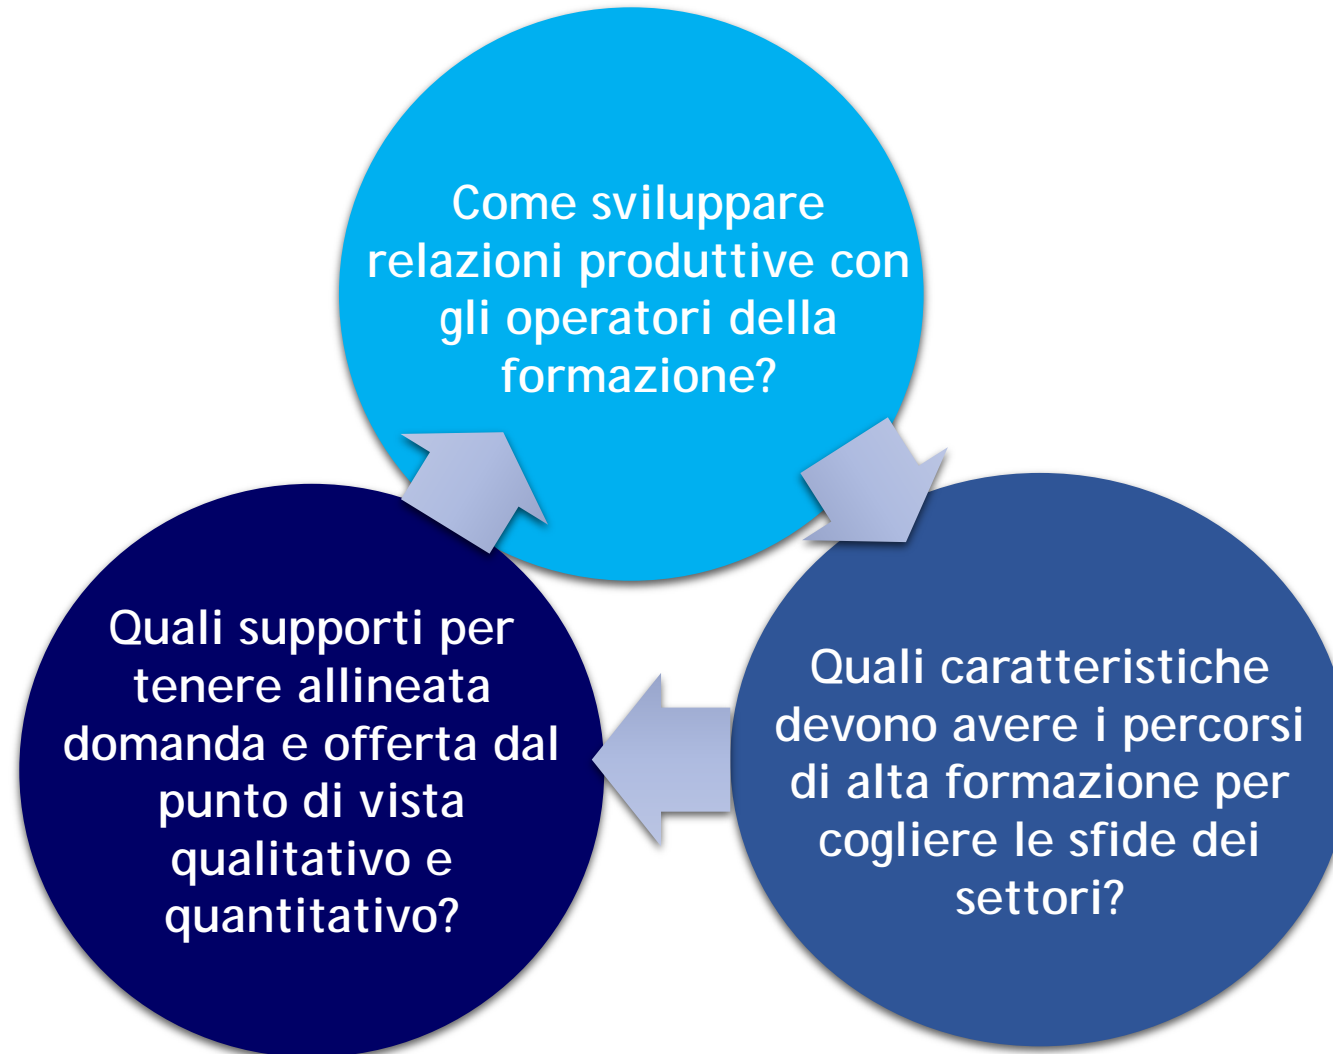 Come sviluppare
relazioni produttive con
gli operatori della
formazione?
Quali supporti per
tenere allineata
domanda e offerta dal
punto di vista
qualitativo e
quantitativo?
Quali caratteristiche
devono avere i percorsi
di alta formazione per
cogliere le sfide dei
settori?